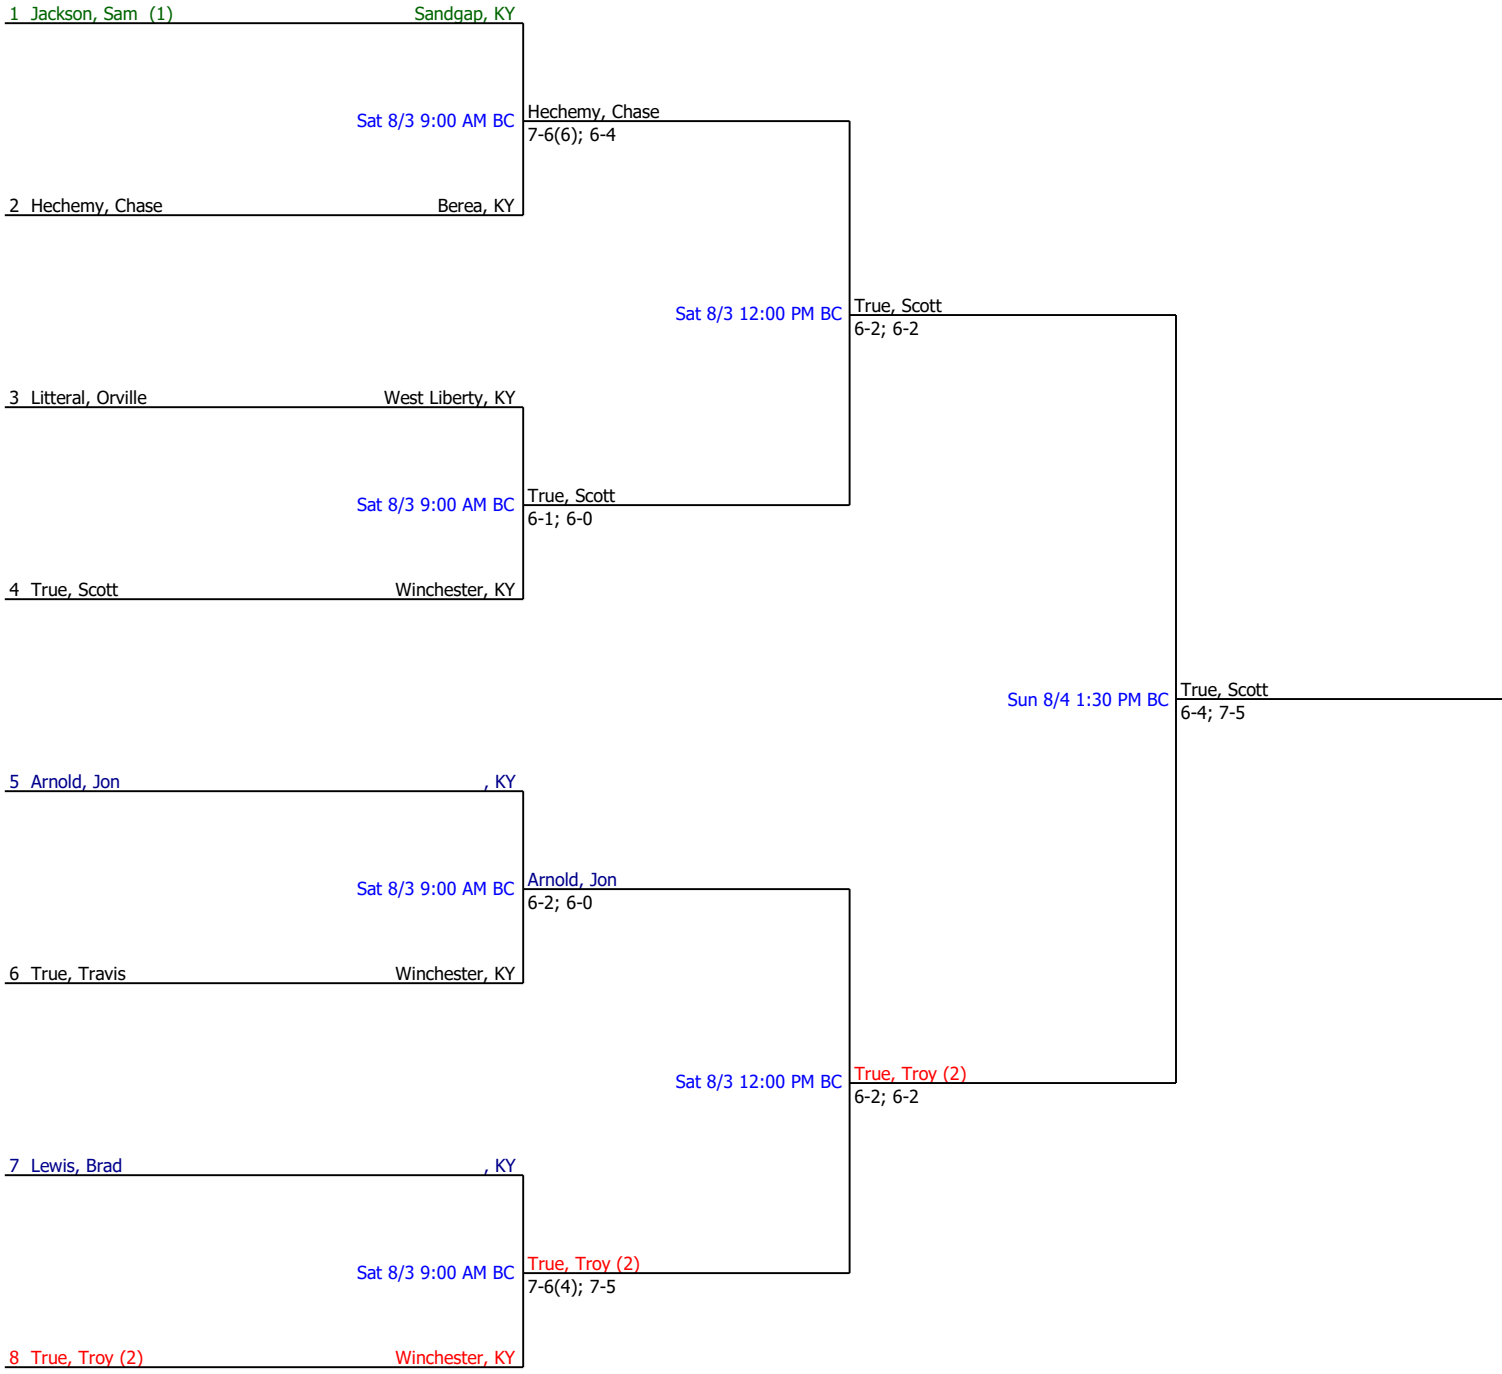 1 Jackson, Sam (1) Sandgap, KY
Sat 8/3 9:00 AM BC
Hechemy, Chase
7-6(6); 6-4
2 Hechemy, Chase Berea, KY
Sat 8/3 12:00 PM BC
True, Scott
6-2; 6-2
3 Litteral, Orville West Liberty, KY
Sat 8/3 9:00 AM BC
True, Scott
6-1; 6-0
4 True, Scott Winchester, KY
Sun 8/4 1:30 PM BC
True, Scott
6-4; 7-5
5 Arnold, Jon , KY
Sat 8/3 9:00 AM BC
Arnold, Jon
6-2; 6-0
6 True, Travis Winchester, KY
Sat 8/3 12:00 PM BC
True, Troy (2)
6-2; 6-2
7 Lewis, Brad , KY
Sat 8/3 9:00 AM BC
True, Troy (2)
7-6(4); 7-5
8 True, Troy (2) Winchester, KY